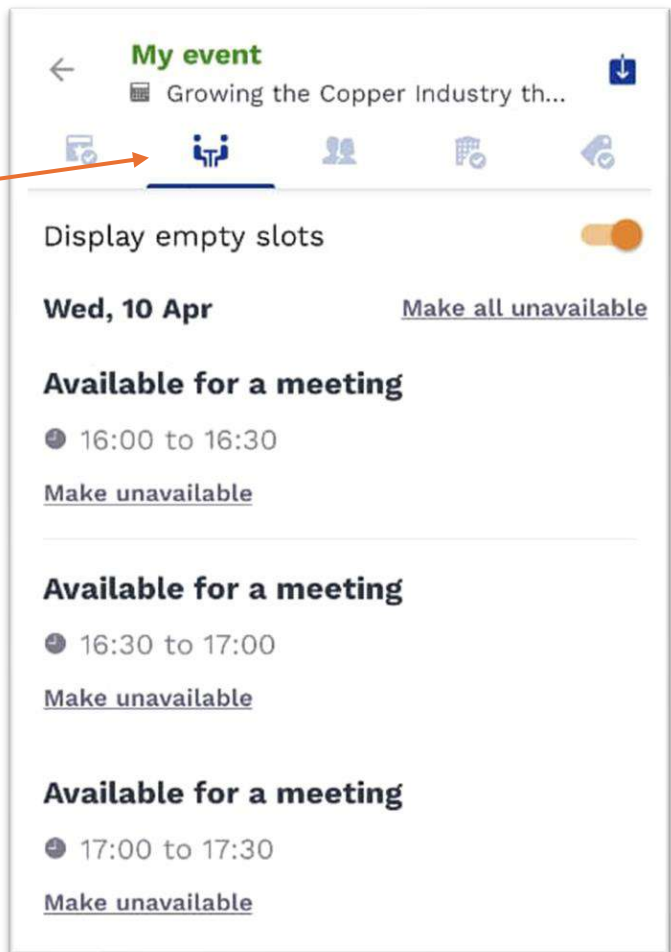 My event
Growing the Copper Industry th...
Display empty slots
Wed, 10 Apr Make all unavailable
Available for a meeting
16:00 to 16:30
Make unavailable
Available for a meeting
16:30 to 17:00
Make unavailable
Available for a meeting
17:00 to 17:30
Make unavailable